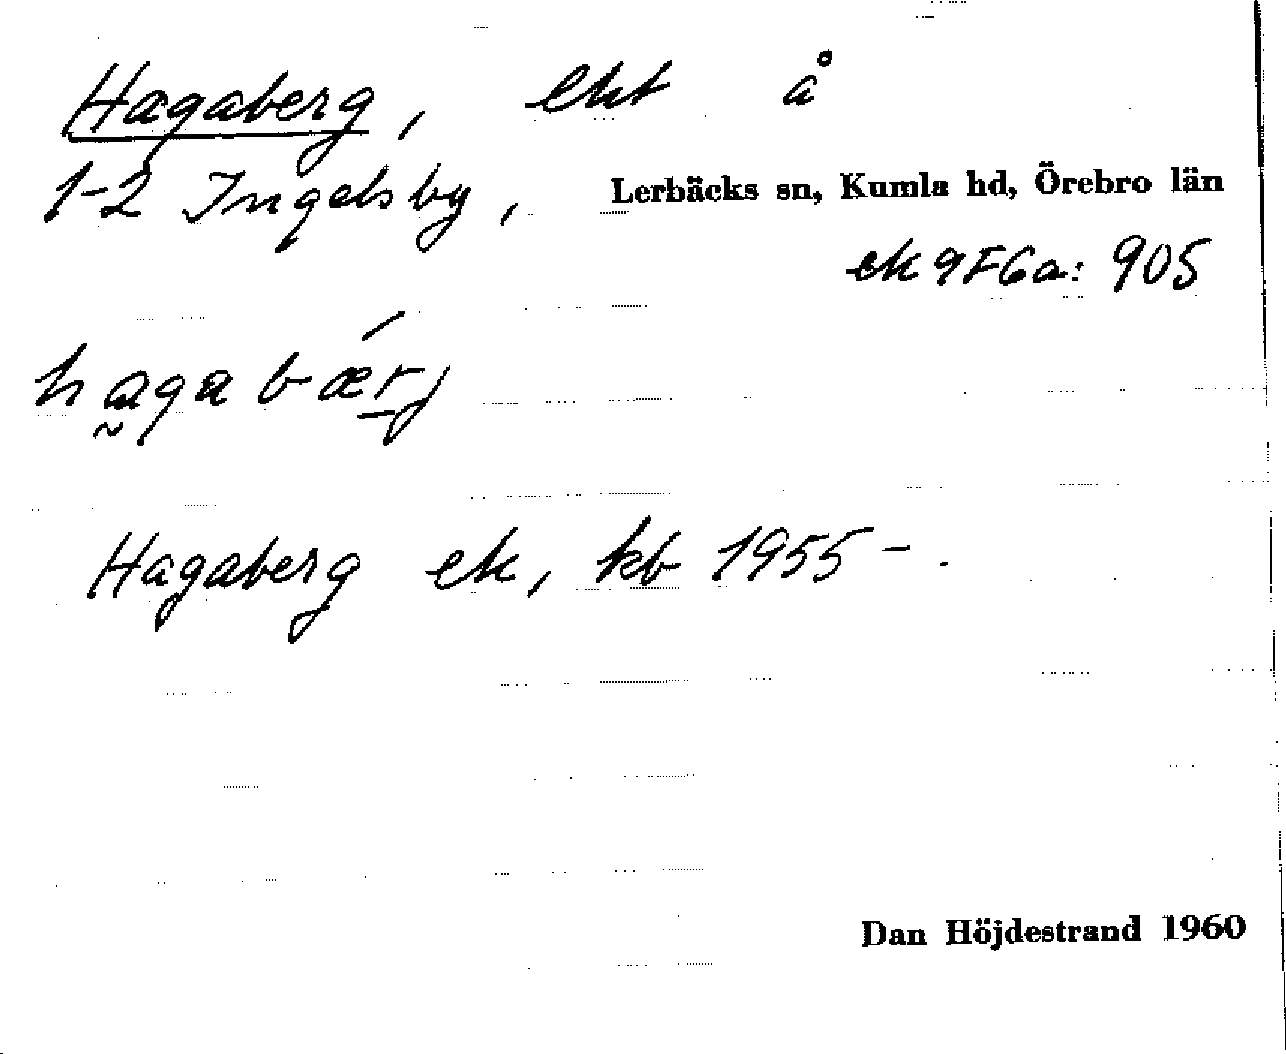 Hagaberg, lht å
1-2 Ingelsby, Lerbäcks sn, Kumla hd, Örebro län
ek 9F6a: 905
hagabærj
Hagaberg ek, kb 1955-.
Dan Höjdestrand 1960